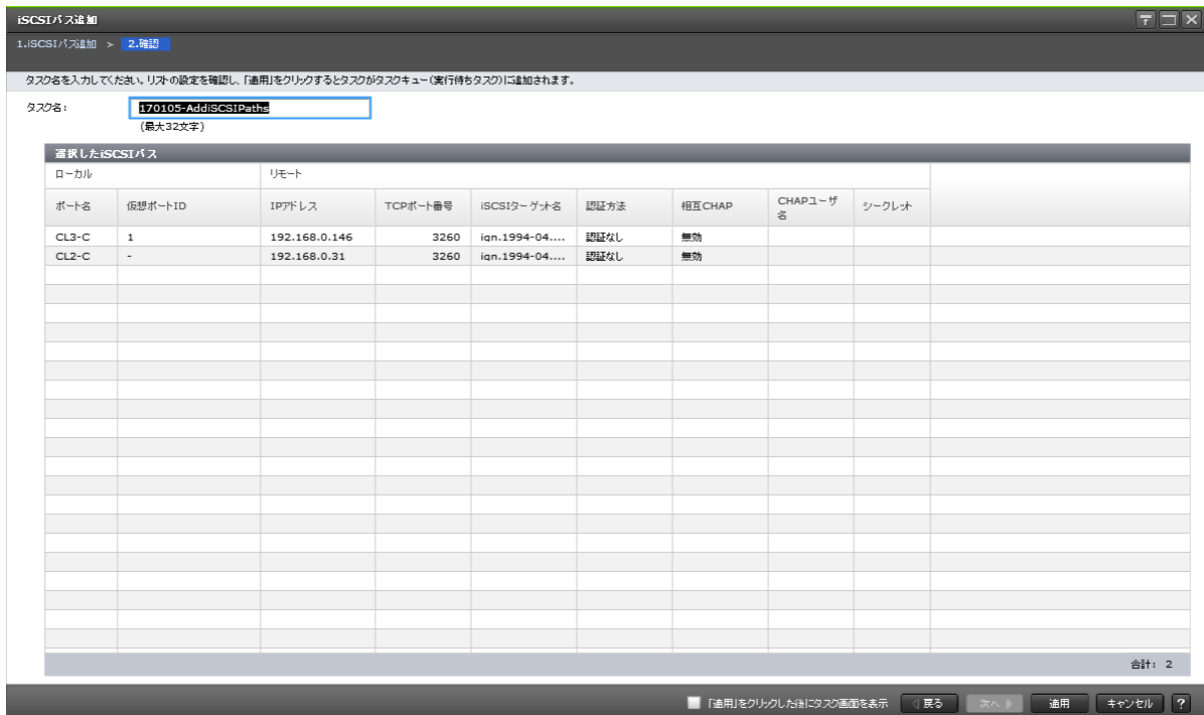 iSCSIパス追加
1.iSCSIパス追加 > 2.確認
タスク名を入力してください。リストの設定を確認し、「適用」をクリックするとタスクがタスクキュー(実行待ちタスク)に追加されます。
タスク名: 170105-AddiSCSIPaths
(最大32文字)
選択したiSCSIパス
ローカル リモート
ポート名 仮想ポートID IPアドレス TCPポート番号 iSCSIターゲット名 認証方法 相互CHAP CHAPユーザ名 シークレット
CL3-C 1 192.168.0.146 3260 iqn.1994-04.... 認証なし 無効
CL2-C - 192.168.0.31 3260 iqn.1994-04.... 認証なし 無効
合計: 2
「適用」をクリックした後にタスク画面を表示 戻る 次へ 適用 キャンセル ?